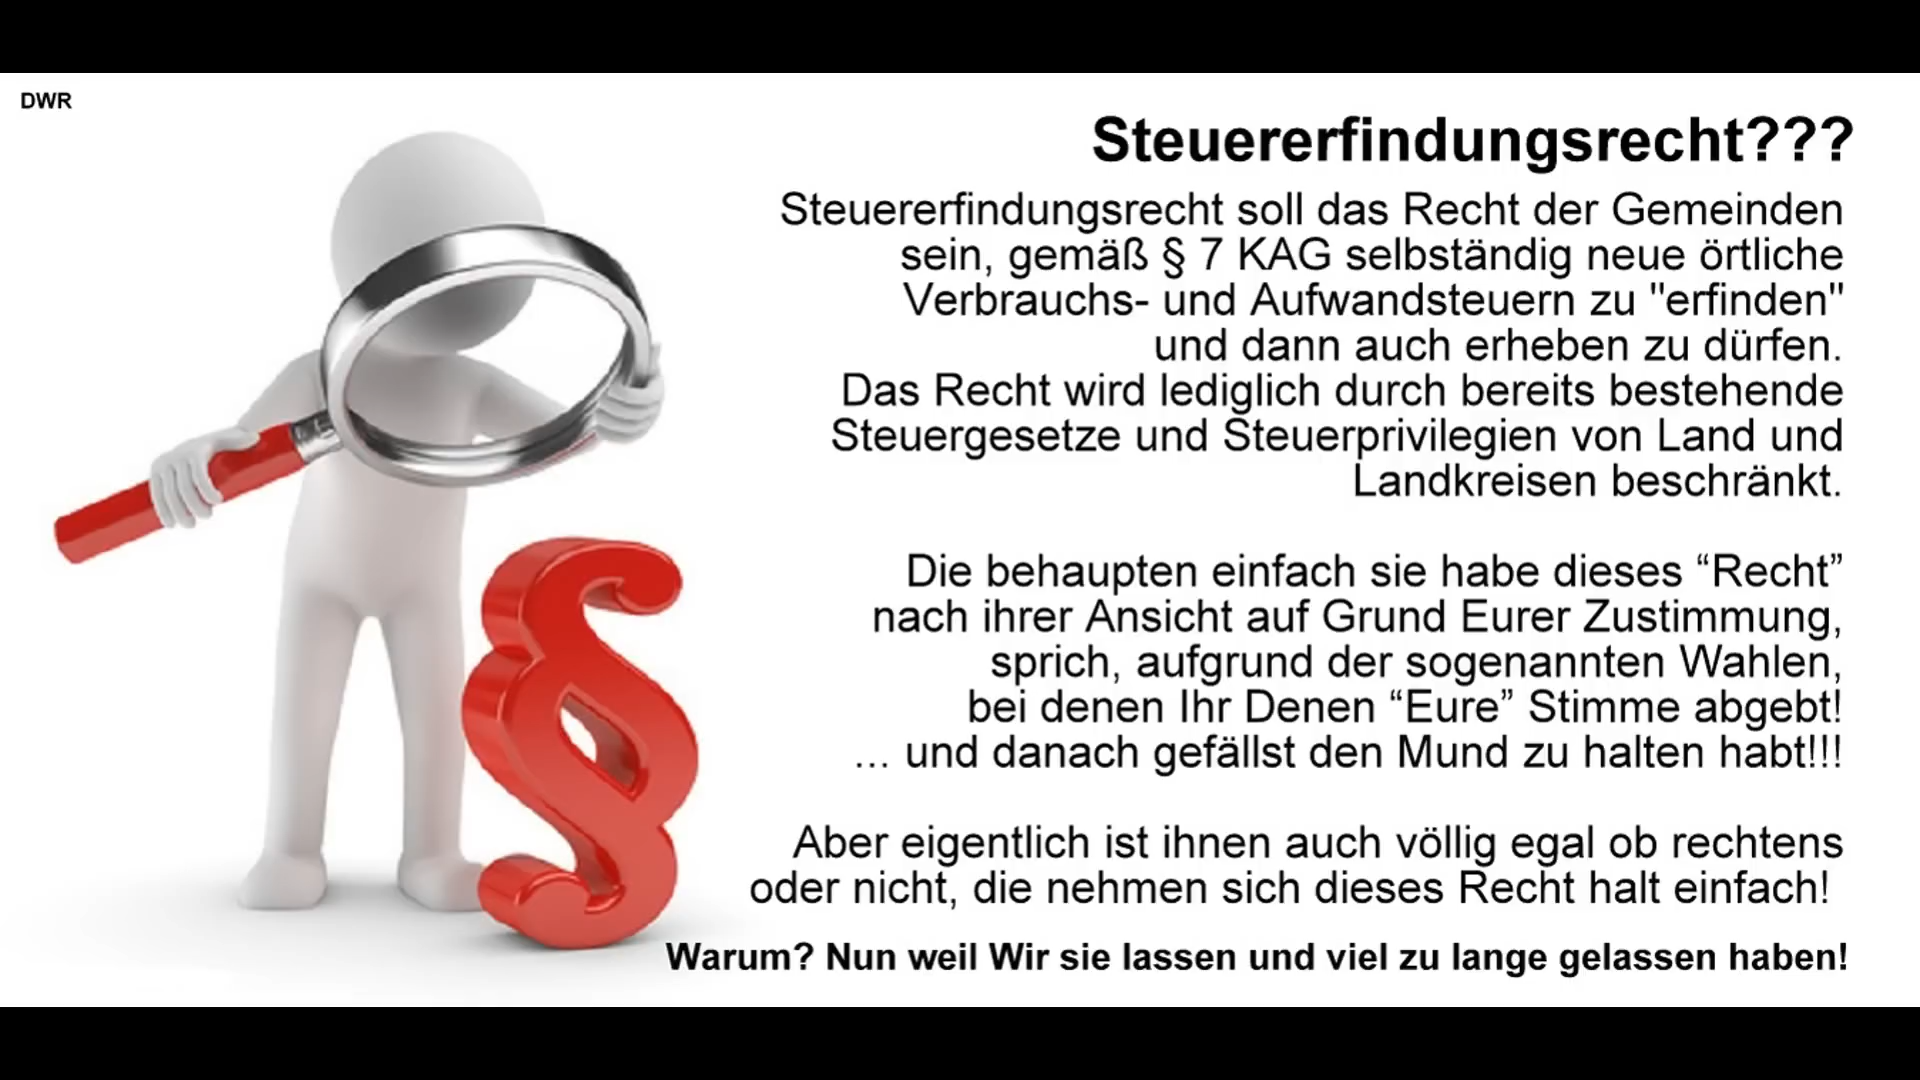 DWR
Steuererfindungsrecht???
Steuererfindungsrecht soll das Recht der Gemeinden
sein, gemäß § 7 KAG selbständig neue örtliche
Verbrauchs- und Aufwandsteuern zu "erfinden"
und dann auch erheben zu dürfen.
Das Recht wird lediglich durch bereits bestehende
Steuergesetze und Steuerprivilegien von Land und
Landkreisen beschränkt.
Die behaupten einfach sie habe dieses “Recht”
nach ihrer Ansicht auf Grund Eurer Zustimmung,
sprich, aufgrund der sogenannten Wahlen,
bei denen Ihr Denen “Eure” Stimme abgebt!
... und danach gefällst den Mund zu halten habt!!!
Aber eigentlich ist ihnen auch völlig egal ob rechtens
oder nicht, die nehmen sich dieses Recht halt einfach!
Warum? Nun weil Wir sie lassen und viel zu lange gelassen haben!